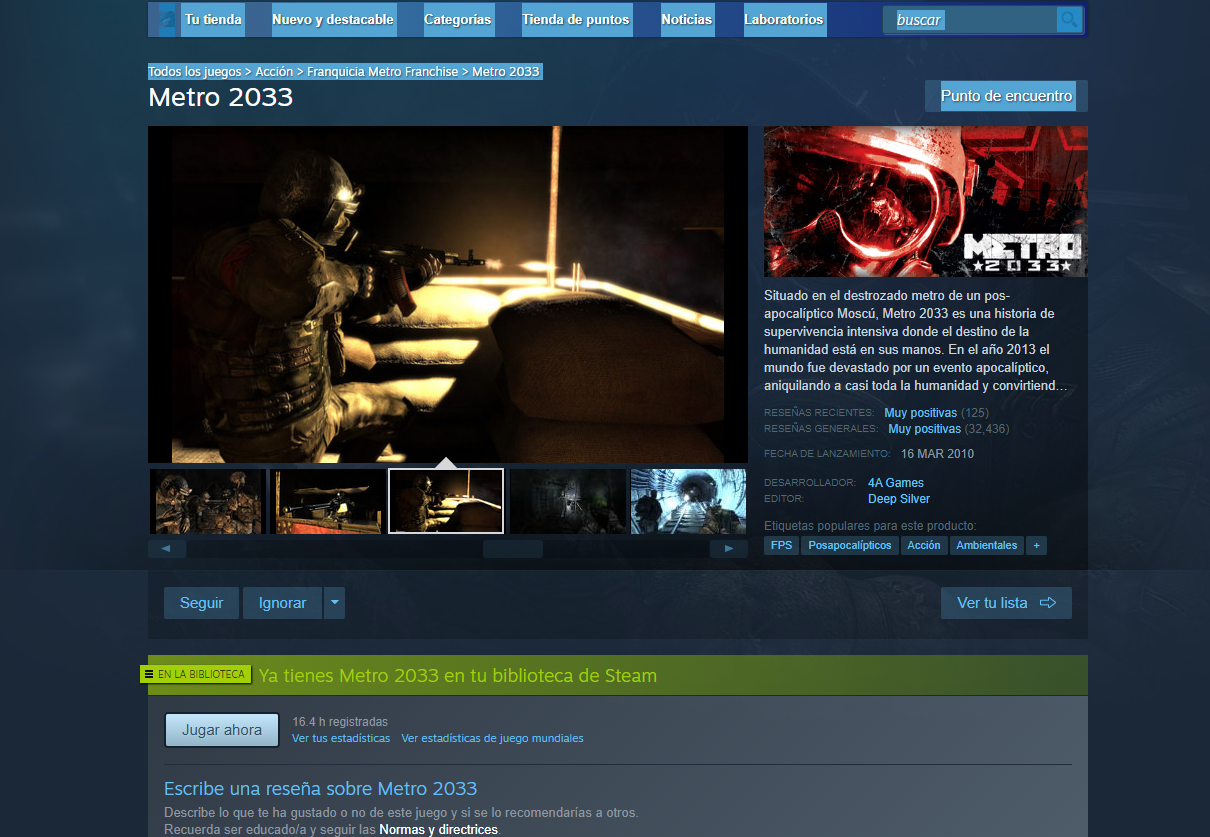 Tu tienda Nuevo y destacable Categorías Tienda de puntos Noticias Laboratorios buscar
Todos los juegos > Acción > Franquicia Metro Franchise > Metro 2033
Metro 2033
Punto de encuentro
METRO
2033
Situado en el destrozado metro de un pos-
apocalíptico Moscú, Metro 2033 es una historia de
supervivencia intensiva donde el destino de la
humanidad está en sus manos. En el año 2013 el
mundo fue devastado por un evento apocalíptico,
aniquilando a casi toda la humanidad y convirtiend...
RESEÑAS RECIENTES: Muy positivas (125)
RESEÑAS GENERALES: Muy positivas (32,436)
FECHA DE LANZAMIENTO: 16 MAR 2010
DESARROLLADOR: 4A Games
EDITOR: Deep Silver
Etiquetas populares para este producto:
FPS Posapocalípticos Acción Ambientales +
Seguir Ignorar Ver tu lista
EN LA BIBLIOTECA Ya tienes Metro 2033 en tu biblioteca de Steam
Jugar ahora
16.4 h registradas
Ver tus estadísticas Ver estadísticas de juego mundiales
Escribe una reseña sobre Metro 2033
Describe lo que te ha gustado o no de este juego y si se lo recomendarías a otros.
Recuerda ser educado/a y seguir las Normas y directrices.